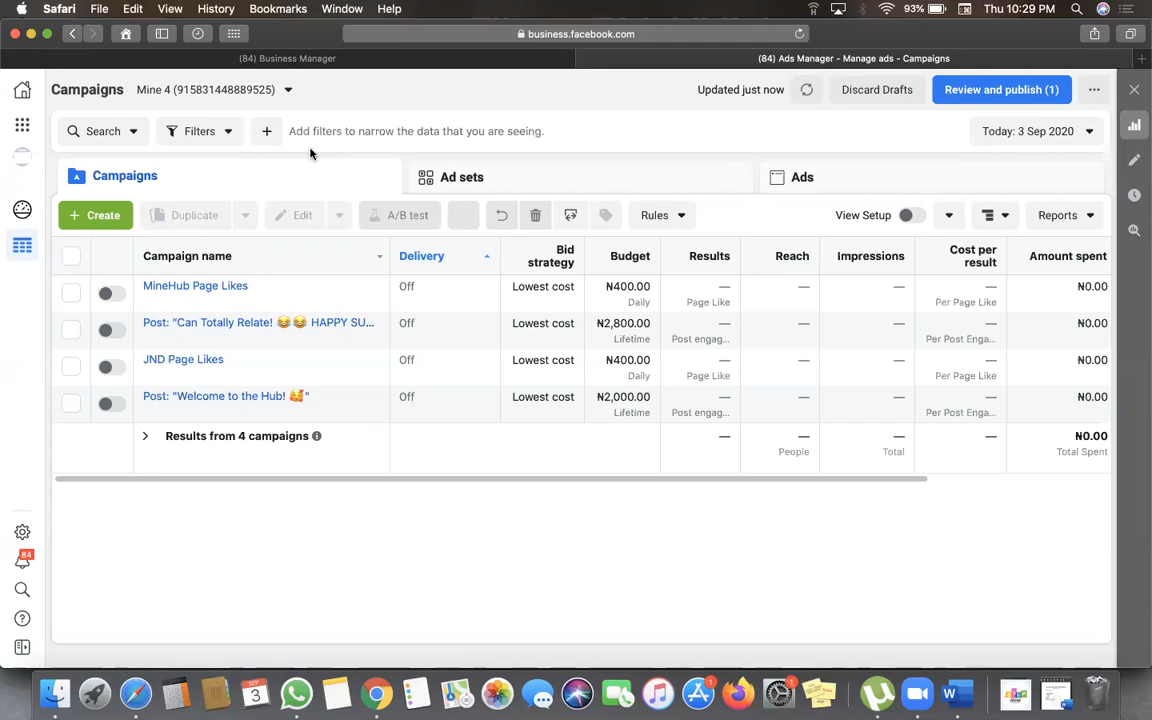 Safari File Edit View History Bookmarks Window Help 93% Thu 10:29 PM
business.facebook.com
(84) Business Manager (84) Ads Manager - Manage ads - Campaigns
Campaigns Mine 4 (915831448889525) Updated just now Discard Drafts Review and publish (1)
Search Filters Add filters to narrow the data that you are seeing. Today: 3 Sep 2020
Campaigns Ad sets Ads
+ Create Duplicate Edit A/B test Rules View Setup Reports
Campaign name Delivery Bid strategy Budget Results Reach Impressions Cost per result Amount spent
MineHub Page Likes Off Lowest cost ₦400.00 — — — — ₦0.00
Daily Page Like Per Page Like
Post: "Can Totally Relate! 😂😂 HAPPY SU... Off Lowest cost ₦2,800.00 — — — — ₦0.00
Lifetime Post engag... Per Post Enga...
JND Page Likes Off Lowest cost ₦400.00 — — — — ₦0.00
Daily Page Like Per Page Like
Post: "Welcome to the Hub! 🥰" Off Lowest cost ₦2,000.00 — — — — ₦0.00
Lifetime Post engag... Per Post Enga...
Results from 4 campaigns — — — — ₦0.00
People Total Total Spent
84
SEP 3 1 1 W